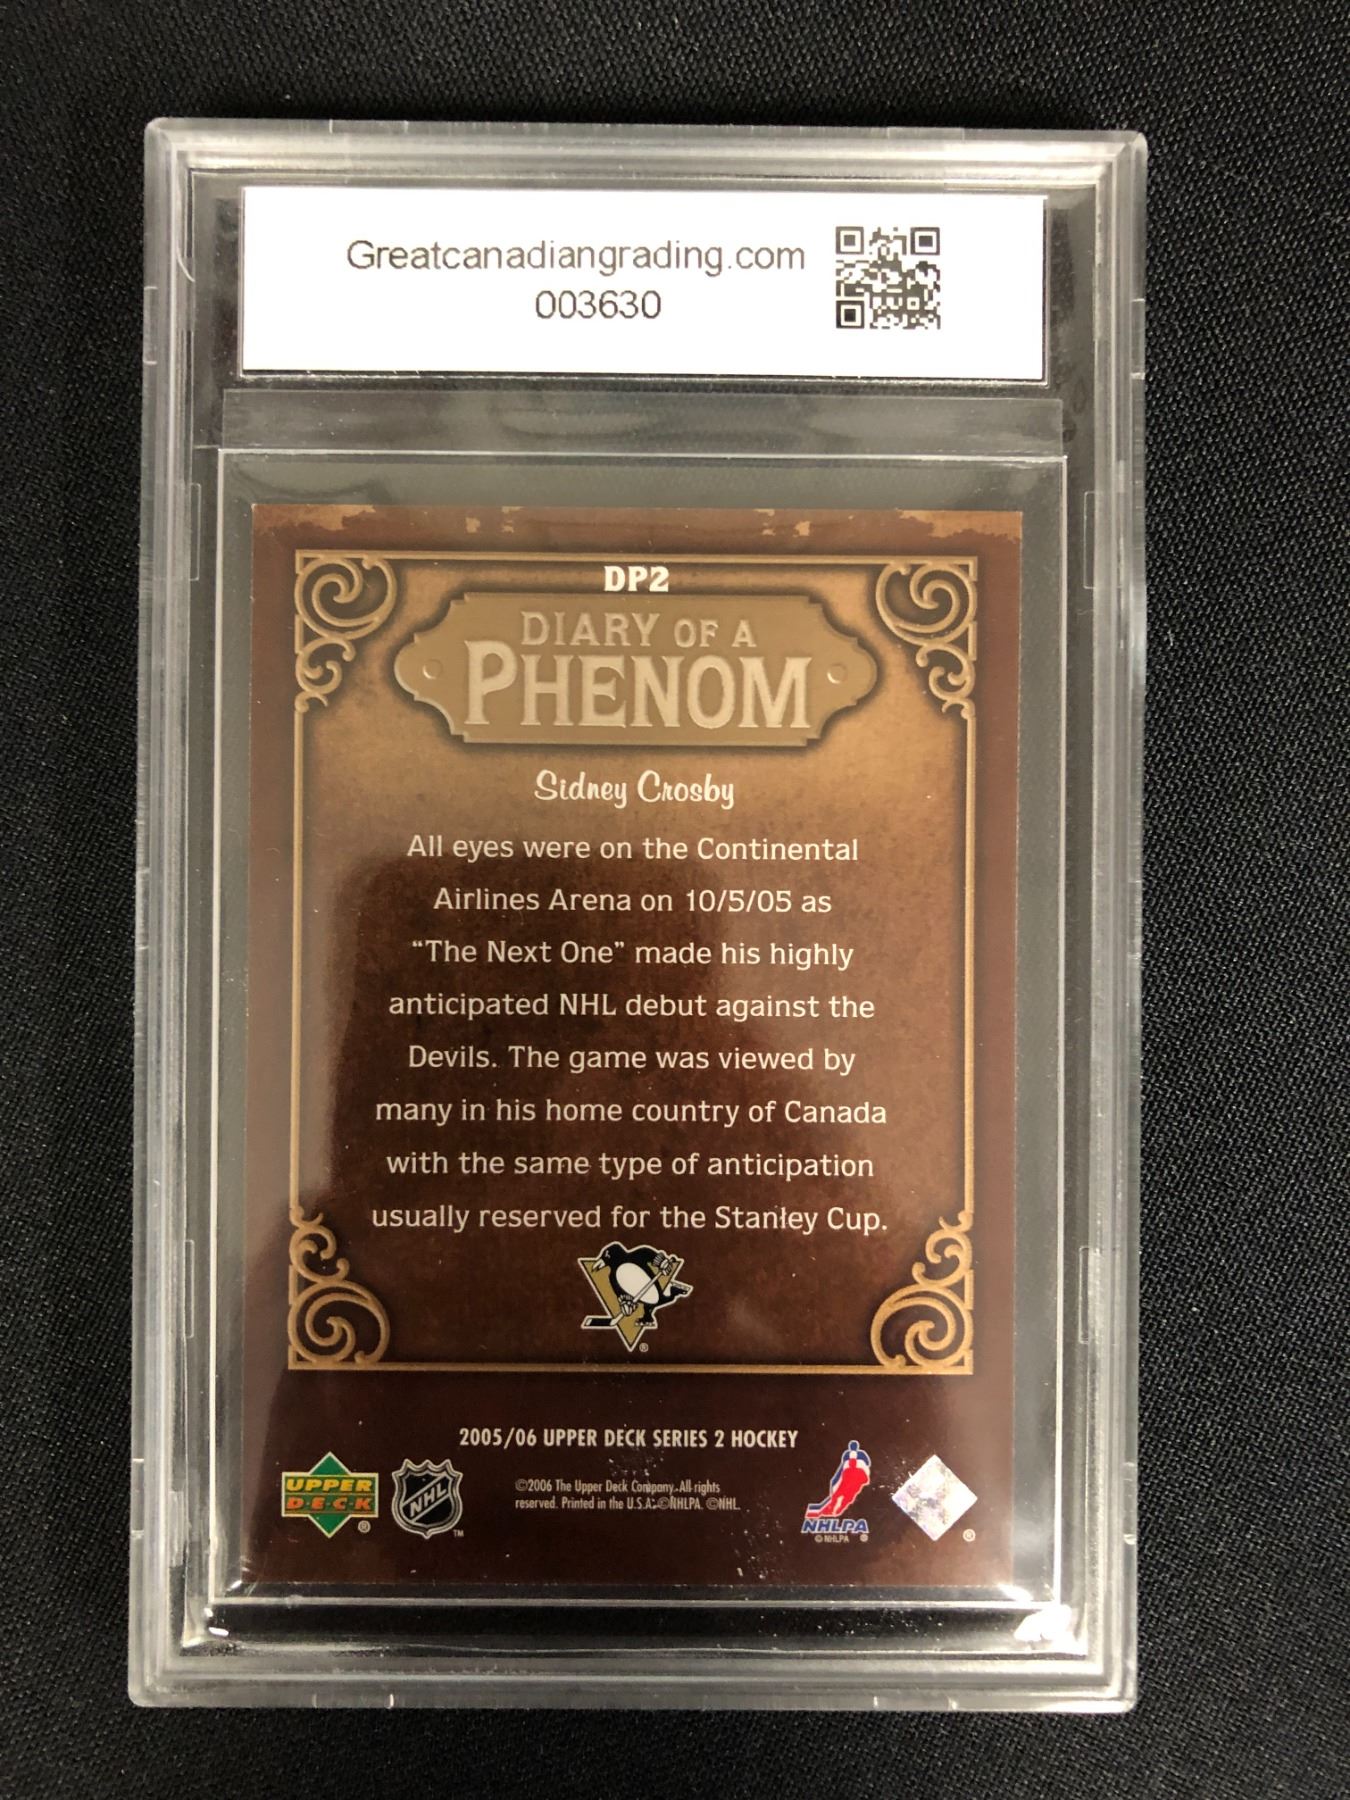 Greatcanadiangrading.com
003630
DP2
DIARY OF A
PHENOM
Sidney Crosby
All eyes were on the Continental
Airlines Arena on 10/5/05 as
“The Next One” made his highly
anticipated NHL debut against the
Devils. The game was viewed by
many in his home country of Canada
with the same type of anticipation
usually reserved for the Stanley Cup.
®
2005/06 UPPER DECK SERIES 2 HOCKEY
UPPER
D·E·C·K
®
NHL
™
©2006 The Upper Deck Company. All rights
reserved. Printed in the U.S.A. ©NHLPA. ©NHL.
NHLPA
© NHLPA ®
®